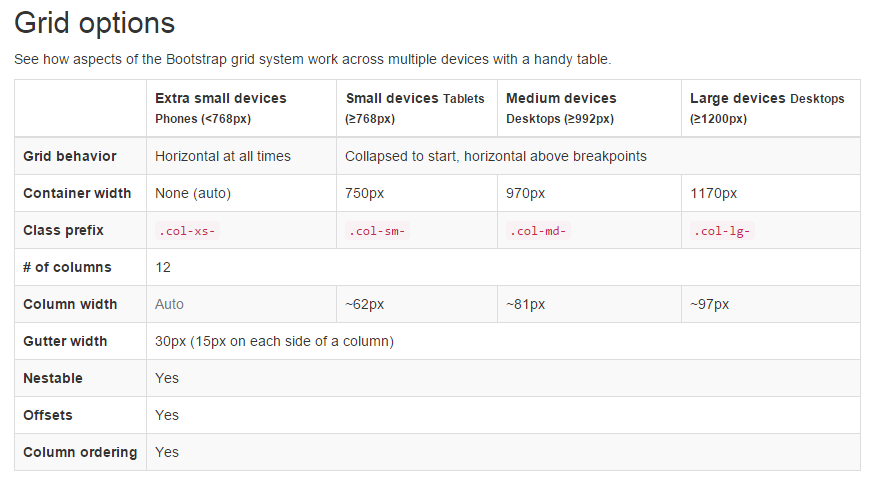 Grid options
See how aspects of the Bootstrap grid system work across multiple devices with a handy table.
Extra small devices Small devices Tablets Medium devices Large devices Desktops
Phones (<768px) (≥768px) Desktops (≥992px) (≥1200px)
Grid behavior Horizontal at all times Collapsed to start, horizontal above breakpoints
Container width None (auto) 750px 970px 1170px
Class prefix .col-xs- .col-sm- .col-md- .col-lg-
# of columns 12
Column width Auto ~62px ~81px ~97px
Gutter width 30px (15px on each side of a column)
Nestable Yes
Offsets Yes
Column ordering Yes